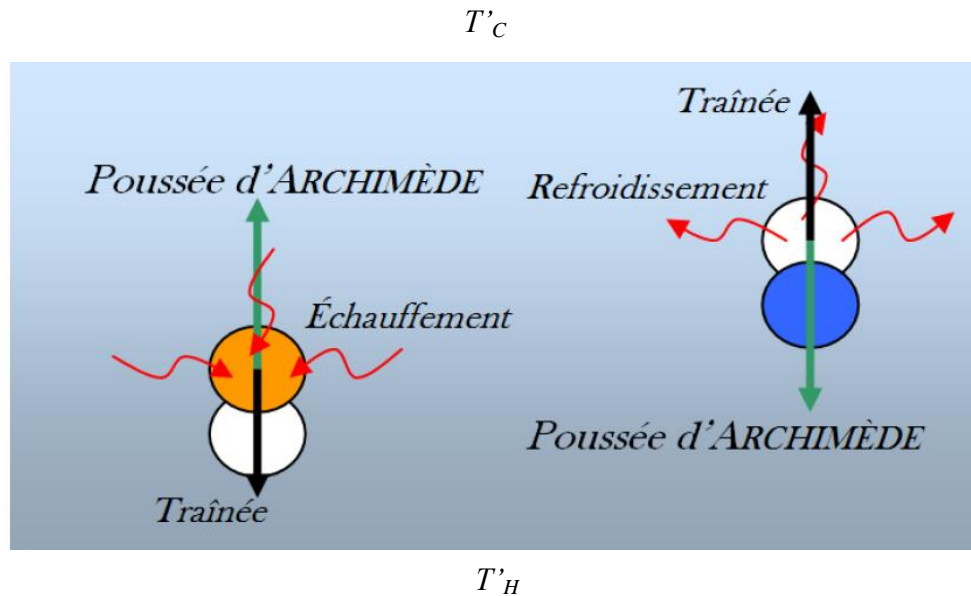 T'C
Traînée
Poussée d'ARCHIMÈDE
Refroidissement
Échauffement
Poussée d'ARCHIMÈDE
Traînée
T'H